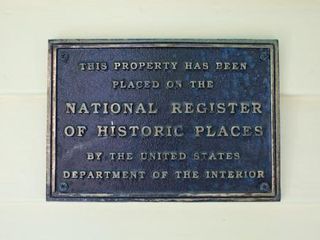 THIS PROPERTY HAS BEEN
PLACED ON THE
NATIONAL REGISTER
OF HISTORIC PLACES
BY THE UNITED STATES
DEPARTMENT OF THE INTERIOR